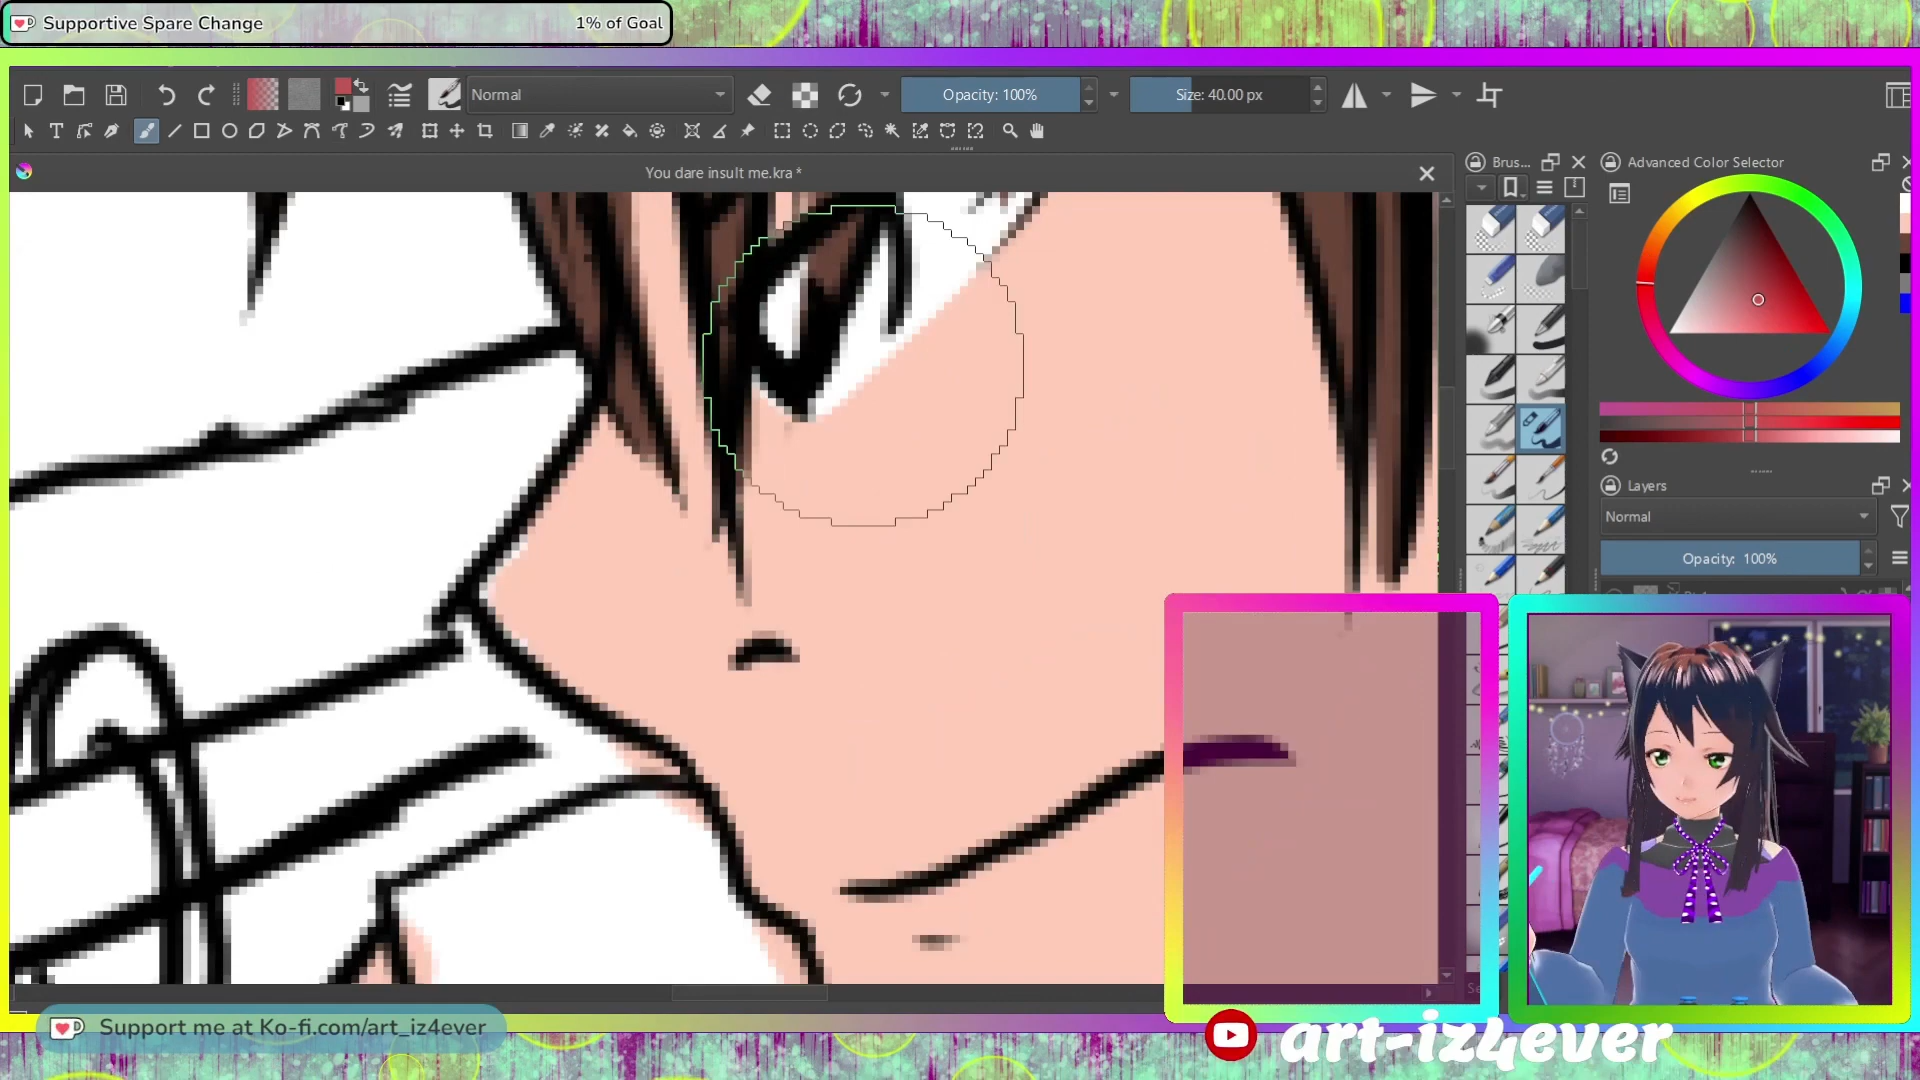 Supportive Spare Change
1% of Goal
Normal
Opacity: 100%
Size: 40.00 px
You dare insult me.kra *
Brus...
Advanced Color Selector
Layers
Normal
Opacity: 100%
Support me at Ko-fi.com/art_iz4ever
art-iz4ever